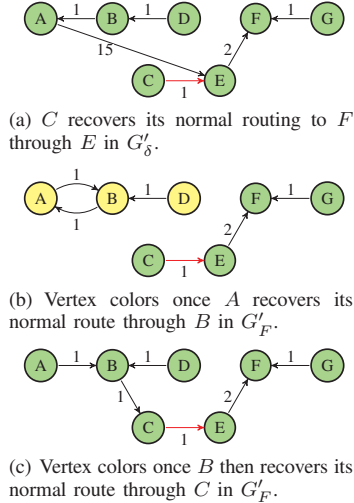 A 1 B 1 D F 1 G
15 2
C 1 E
(a) C recovers its normal routing to F
through E in G′δ.
1
A B 1 D F 1 G
1 2
C 1 E
(b) Vertex colors once A recovers its
normal route through B in G′F.
A 1 B 1 D F 1 G
1 2
C 1 E
(c) Vertex colors once B then recovers its
normal route through C in G′F.